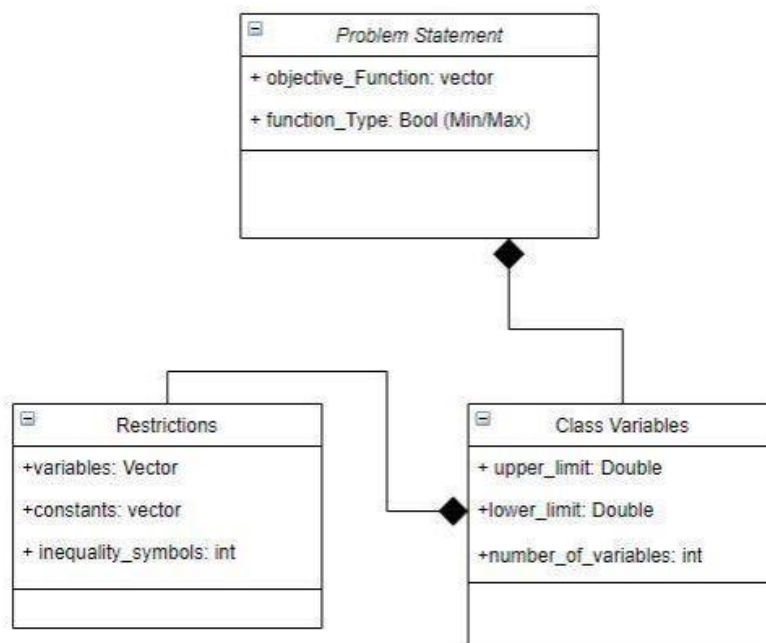 Problem Statement
+ objective_Function: vector
+ function_Type: Bool (Min/Max)
Restrictions
+variables: Vector
+constants: vector
+ inequality_symbols: int
Class Variables
+ upper_limit: Double
+lower_limit: Double
+number_of_variables: int